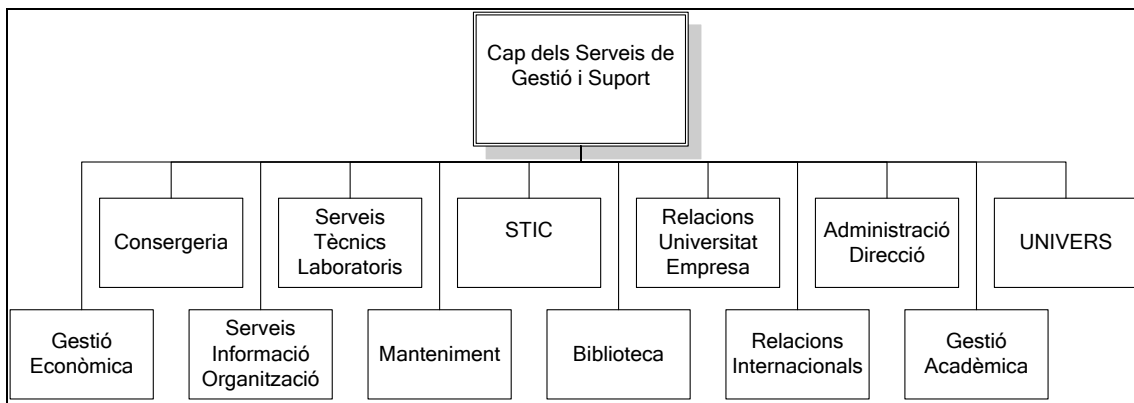 Cap dels Serveis de
Gestió i Suport
Consergeria
Serveis
Tècnics
Laboratoris
STIC
Relacions
Universitat
Empresa
Administració
Direcció
UNIVERS
Gestió
Econòmica
Serveis
Informació
Organització
Manteniment
Biblioteca
Relacions
Internacionals
Gestió
Acadèmica